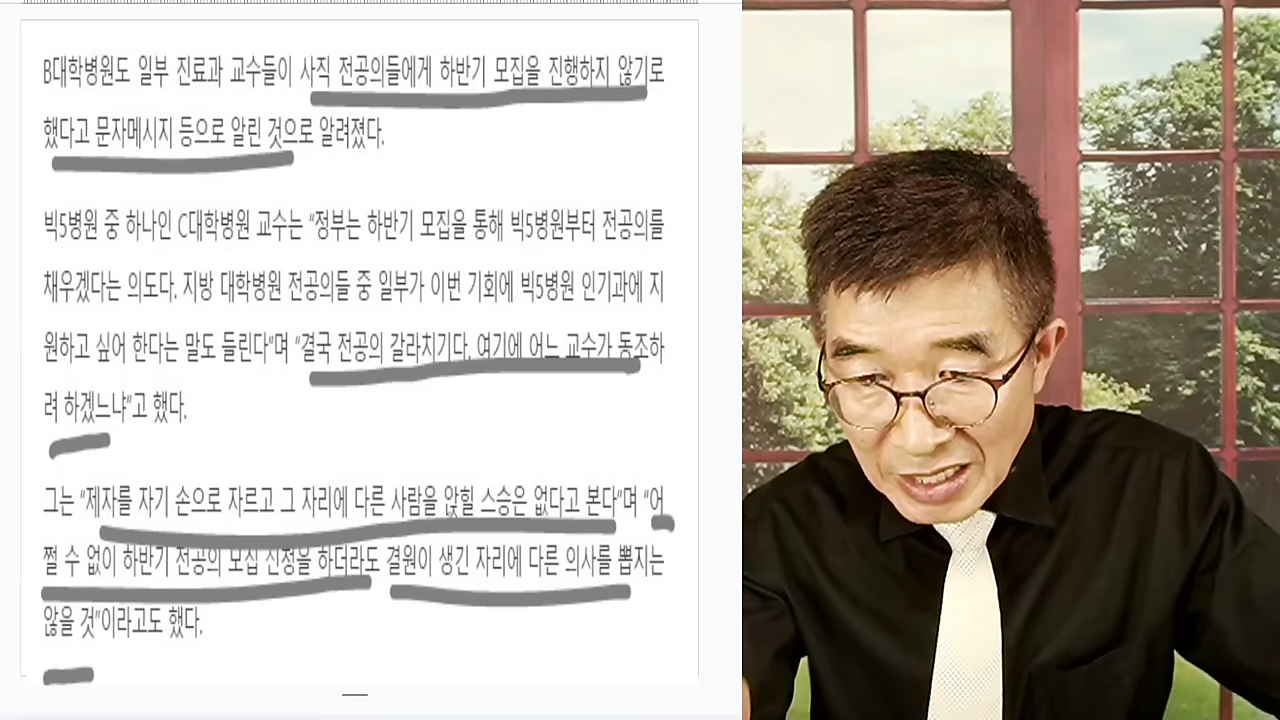 B대학병원도 일부 진료과 교수들이 사직 전공의들에게 하반기 모집을 진행하지 않기로
했다고 문자메시지 등으로 알린 것으로 알려졌다.
빅5병원 중 하나인 C대학병원 교수는 “정부는 하반기 모집을 통해 빅5병원부터 전공의를
채우겠다는 의도다. 지방 대학병원 전공의들 중 일부가 이번 기회에 빅5병원 인기과에 지
원하고 싶어 한다는 말도 들린다”며 “결국 전공의 갈라치기다. 여기에 어느 교수가 동조하
려 하겠느냐”고 했다.
그는 “제자를 자기 손으로 자르고 그 자리에 다른 사람을 앉힐 스승은 없다고 본다”며 “어
쩔 수 없이 하반기 전공의 모집 신청을 하더라도 결원이 생긴 자리에 다른 의사를 뽑지는
않을 것”이라고도 했다.